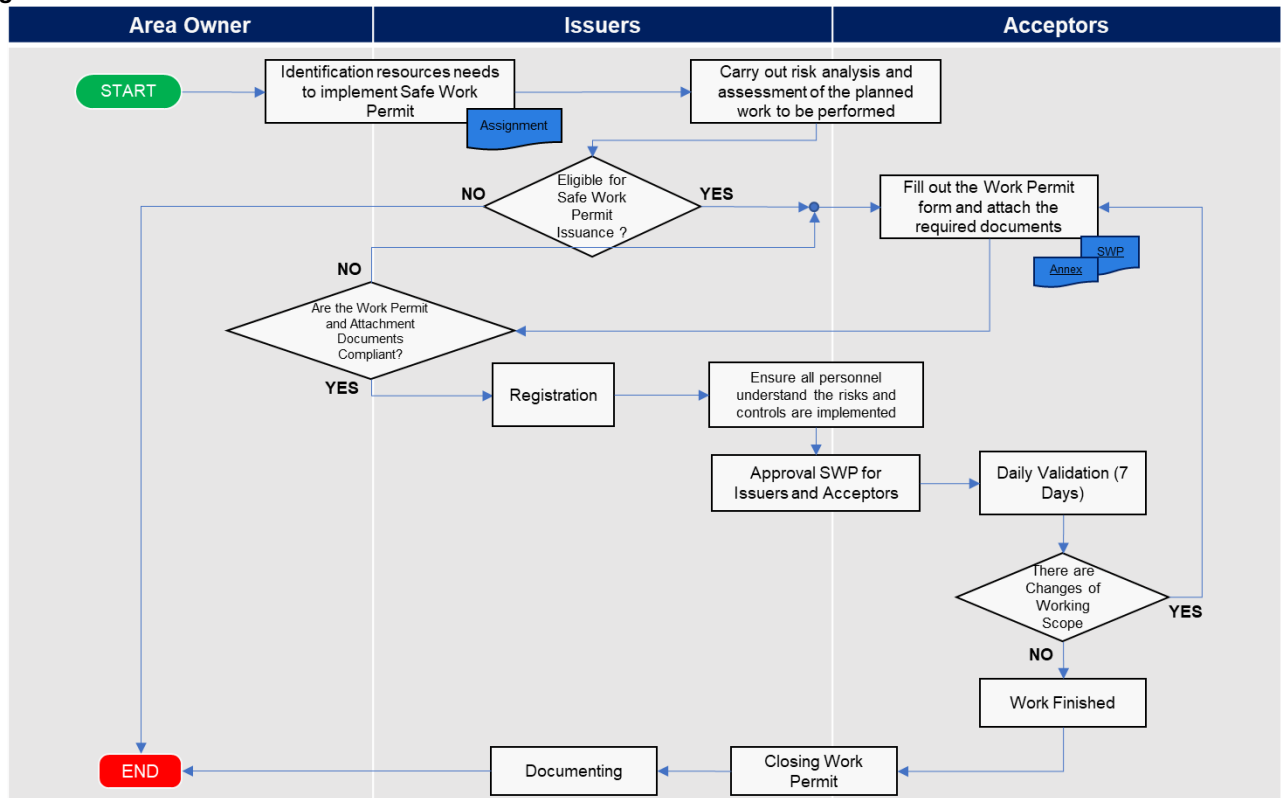 Area Owner
Issuers
Acceptors
START
Identification resources needs
to implement Safe Work
Permit
Assignment
Carry out risk analysis and
assessment of the planned
work to be performed
Eligible for
Safe Work
Permit
Issuance ?
NO
YES
Fill out the Work Permit
form and attach the
required documents
SWP
Annex
NO
Are the Work Permit
and Attachment
Documents
Compliant?
YES
Registration
Ensure all personnel
understand the risks and
controls are implemented
Approval SWP for
Issuers and Acceptors
Daily Validation (7
Days)
There are
Changes of
Working
Scope
YES
NO
Work Finished
Closing Work
Permit
Documenting
END